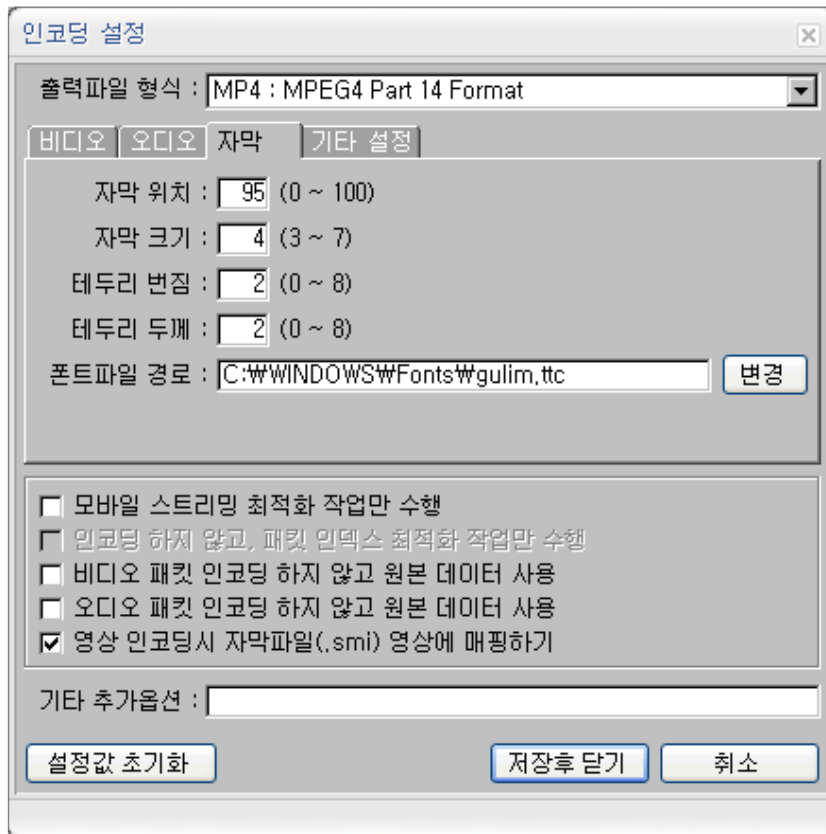 인코딩 설정
출력파일 형식 : MP4 : MPEG4 Part 14 Format
비디오 오디오 자막 기타 설정
자막 위치 : 95 (0 ~ 100)
자막 크기 : 4 (3 ~ 7)
테두리 번짐 : 2 (0 ~ 8)
테두리 두께 : 2 (0 ~ 8)
폰트파일 경로 : C:₩WINDOWS₩Fonts₩gulim.ttc 변경
모바일 스트리밍 최적화 작업만 수행
인코딩 하지 않고, 패킷 인덱스 최적화 작업만 수행
비디오 패킷 인코딩 하지 않고 원본 데이터 사용
오디오 패킷 인코딩 하지 않고 원본 데이터 사용
영상 인코딩시 자막파일(.smi) 영상에 매핑하기
기타 추가옵션 :
설정값 초기화 저장후 닫기 취소